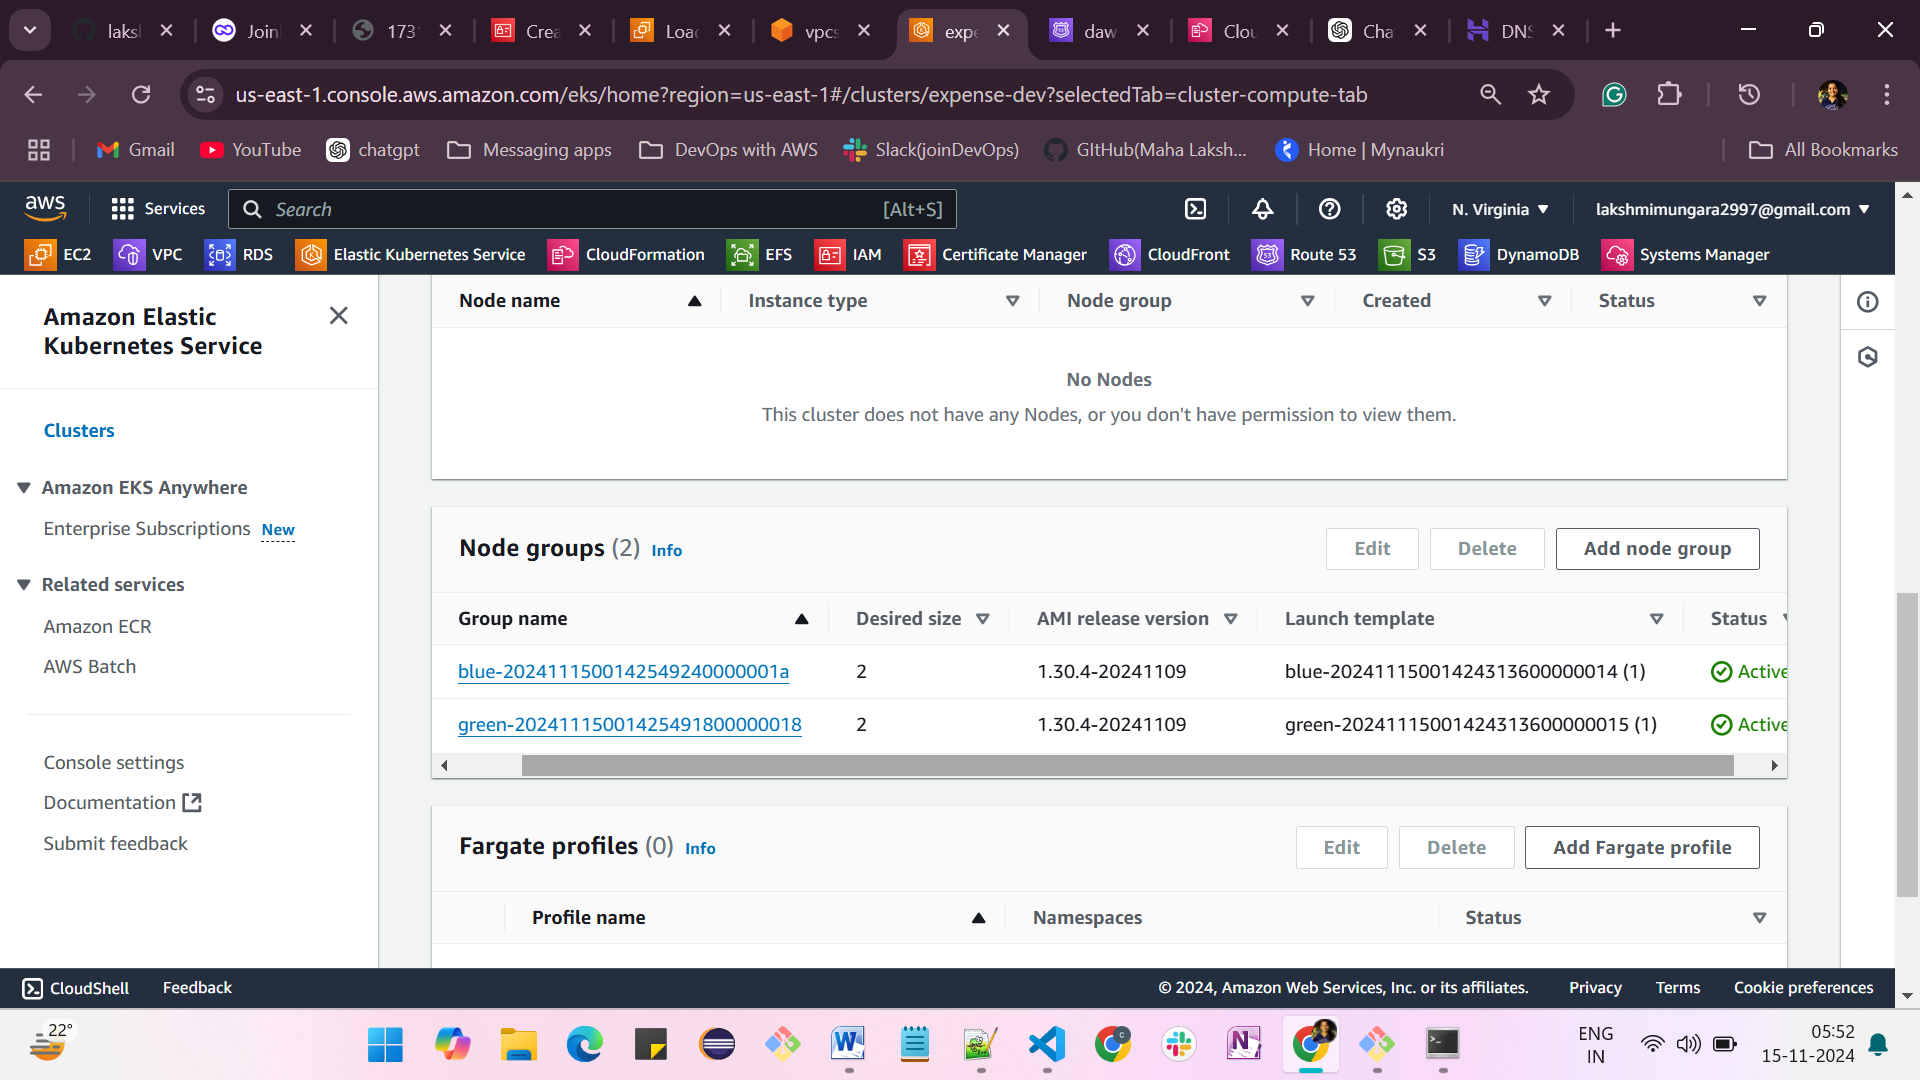 laksl
Join
173
Crea
Load
vpcs
expe
daw
Clou
Cha
DNS
us-east-1.console.aws.amazon.com/eks/home?region=us-east-1#/clusters/expense-dev?selectedTab=cluster-compute-tab
Gmail
YouTube
chatgpt
Messaging apps
DevOps with AWS
Slack(joinDevOps)
GItHub(Maha Laksh...
Home | Mynaukri
All Bookmarks
aws
Services
Search
[Alt+S]
N. Virginia
lakshmimungara2997@gmail.com
EC2
VPC
RDS
Elastic Kubernetes Service
CloudFormation
EFS
IAM
Certificate Manager
CloudFront
Route 53
S3
DynamoDB
Systems Manager
Amazon Elastic
Kubernetes Service
Clusters
Amazon EKS Anywhere
Enterprise Subscriptions New
Related services
Amazon ECR
AWS Batch
Console settings
Documentation
Submit feedback
Node name
Instance type
Node group
Created
Status
No Nodes
This cluster does not have any Nodes, or you don't have permission to view them.
Node groups (2) Info
Edit
Delete
Add node group
Group name
Desired size
AMI release version
Launch template
Status
blue-20241115001425492400000001a
2
1.30.4-20241109
blue-20241115001424313600000014 (1)
Active
green-20241115001425491800000018
2
1.30.4-20241109
green-20241115001424313600000015 (1)
Active
Fargate profiles (0) Info
Edit
Delete
Add Fargate profile
Profile name
Namespaces
Status
CloudShell
Feedback
© 2024, Amazon Web Services, Inc. or its affiliates.
Privacy
Terms
Cookie preferences
22°
ENG
IN
05:52
15-11-2024